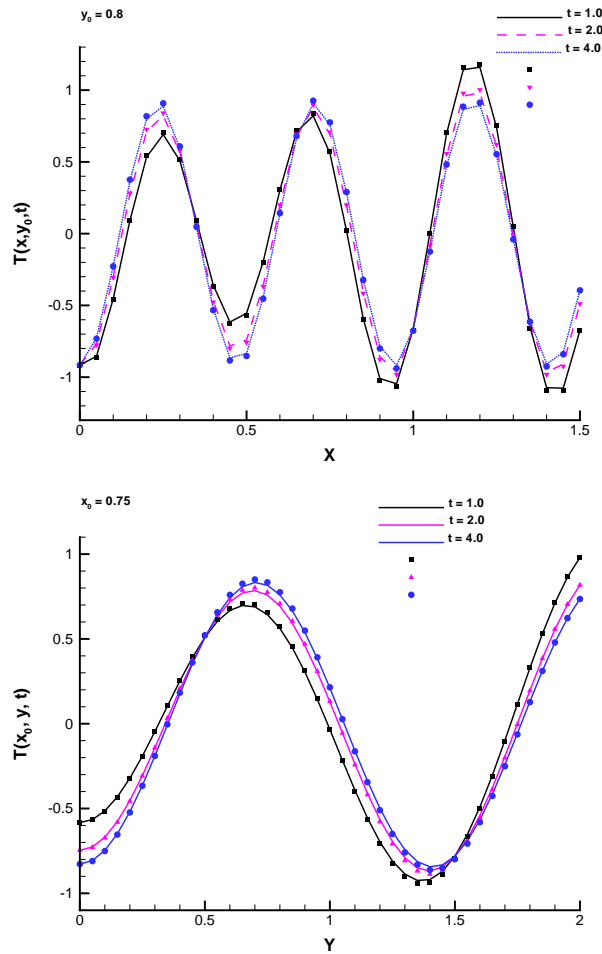 y₀ = 0.8
t = 1.0
t = 2.0
t = 4.0
1
0.5
0
-0.5
-1
T(x,y₀,t)
0 0.5 1 1.5
X
x₀ = 0.75
t = 1.0
t = 2.0
t = 4.0
1
0.5
0
-0.5
-1
T(x₀, y, t)
0 0.5 1 1.5 2
Y